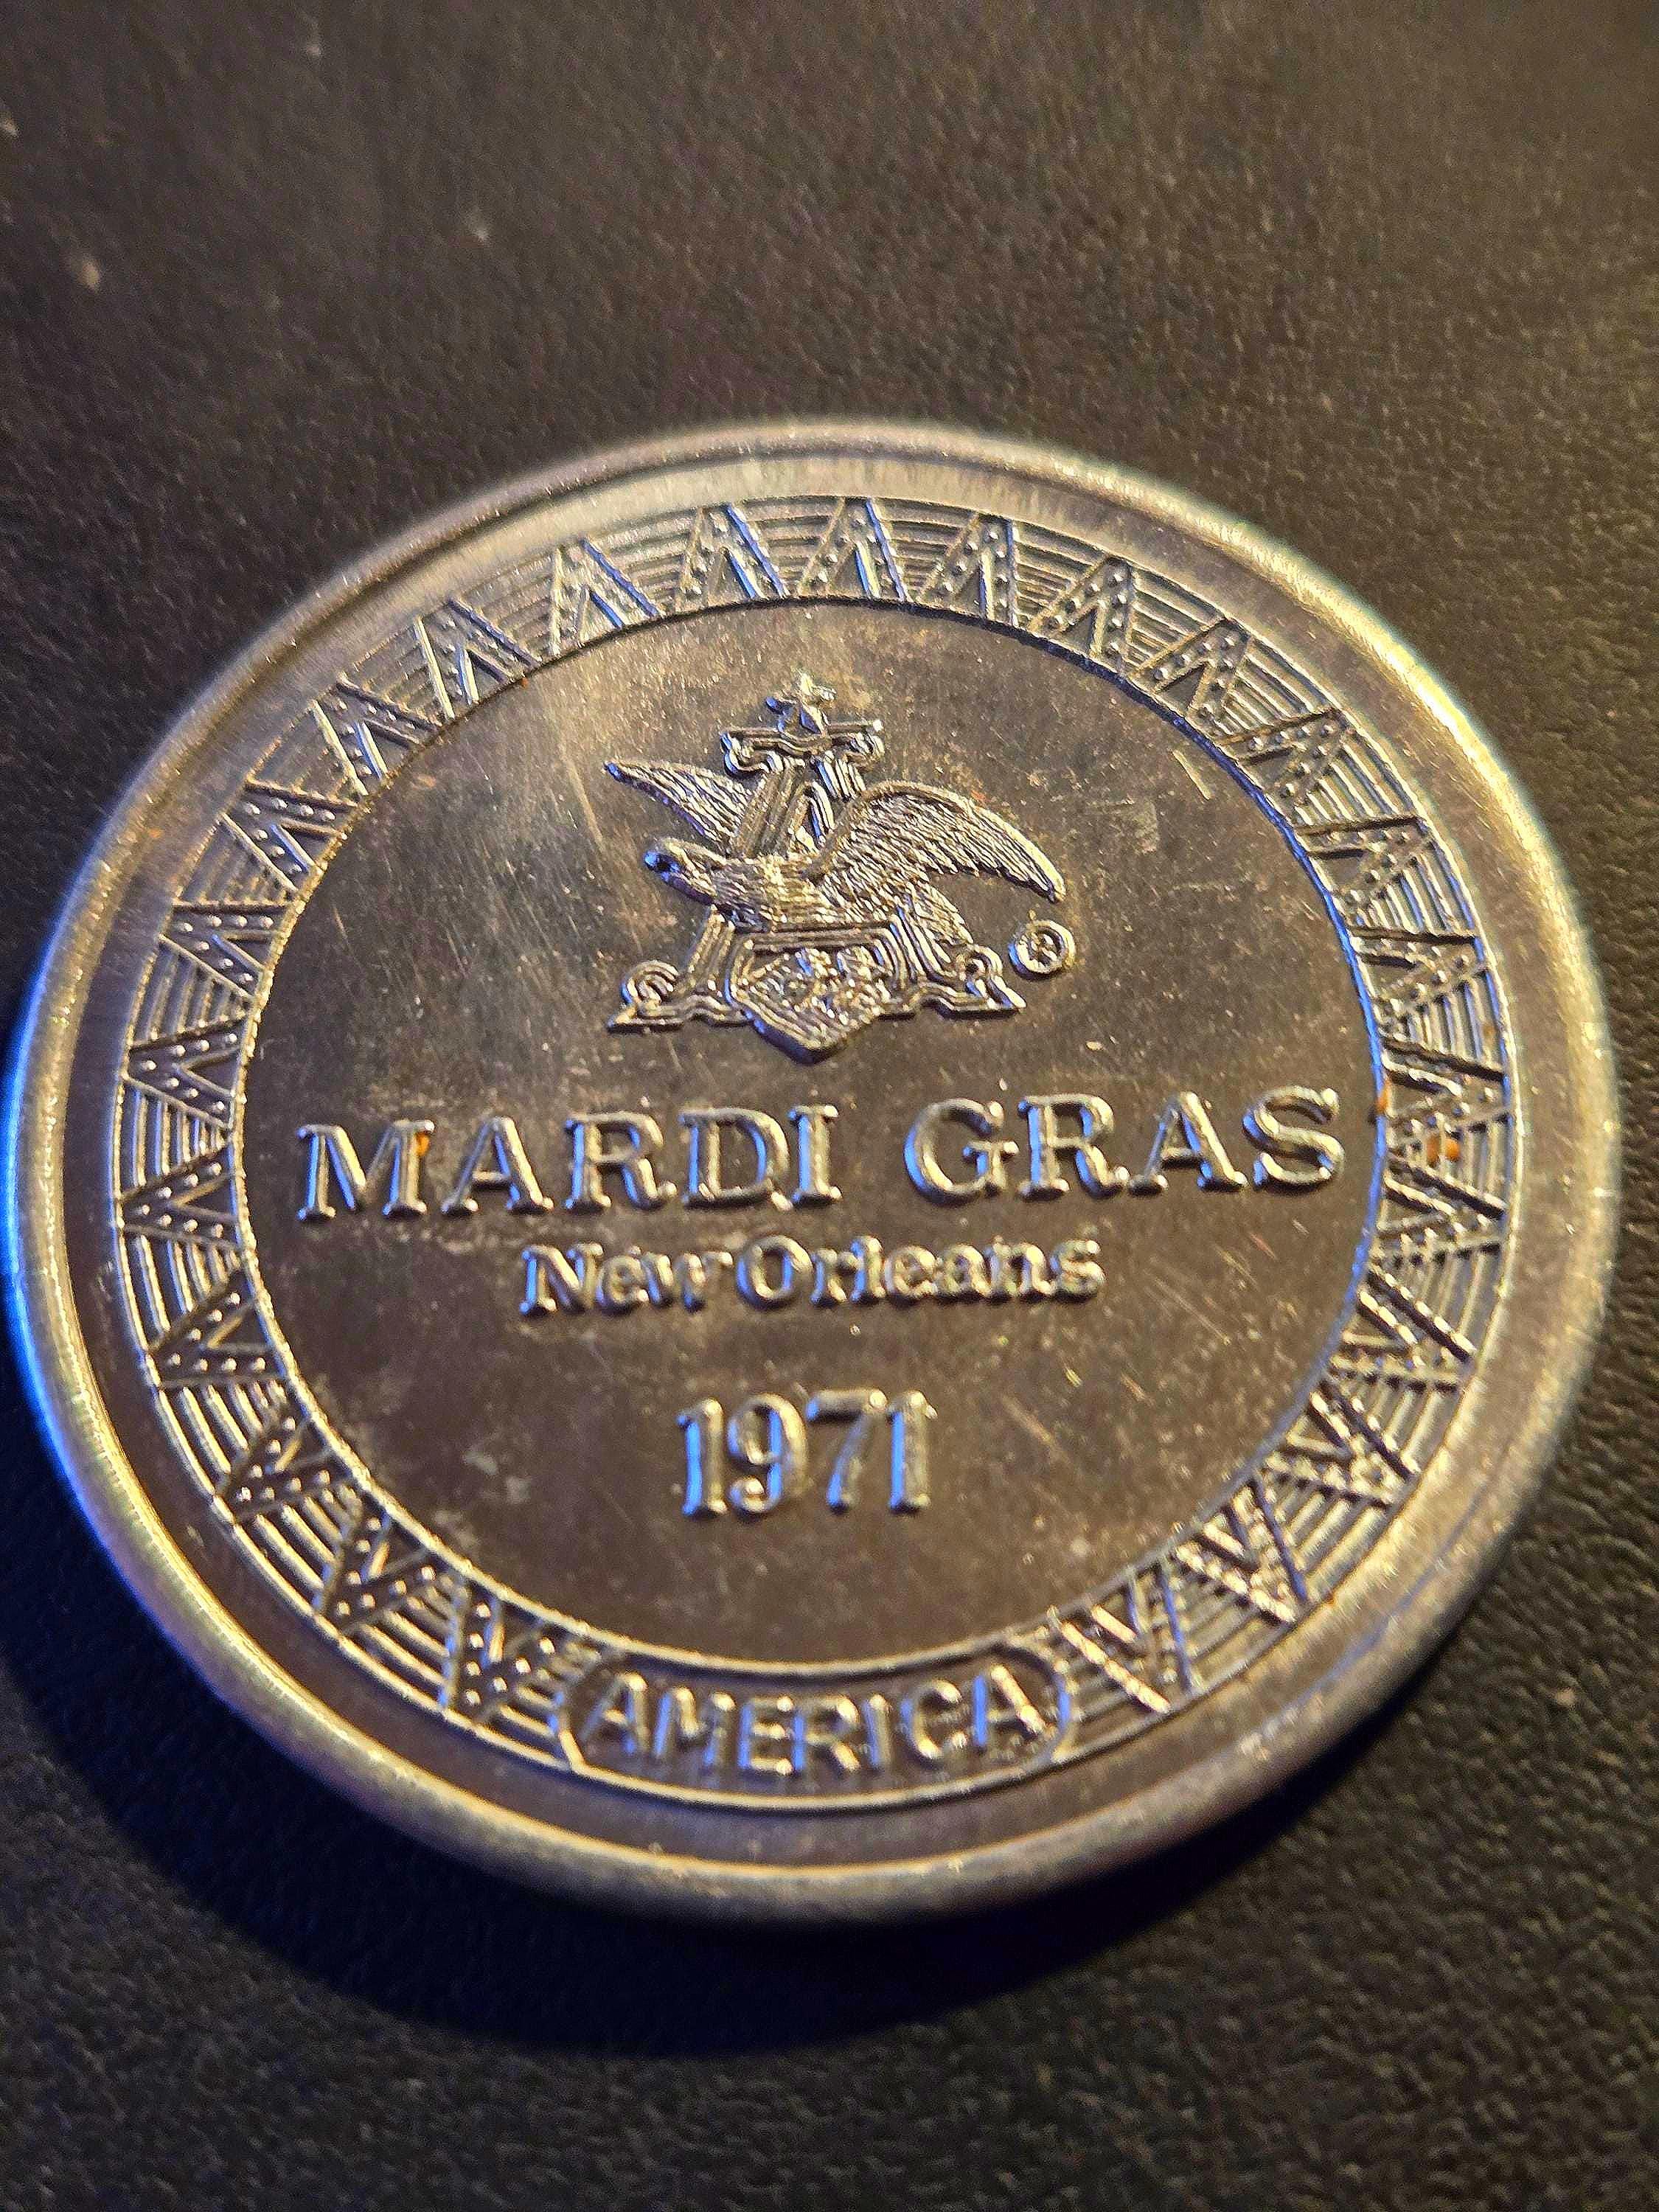 ®
MARDI GRAS
New Orleans
1971
AMERICA